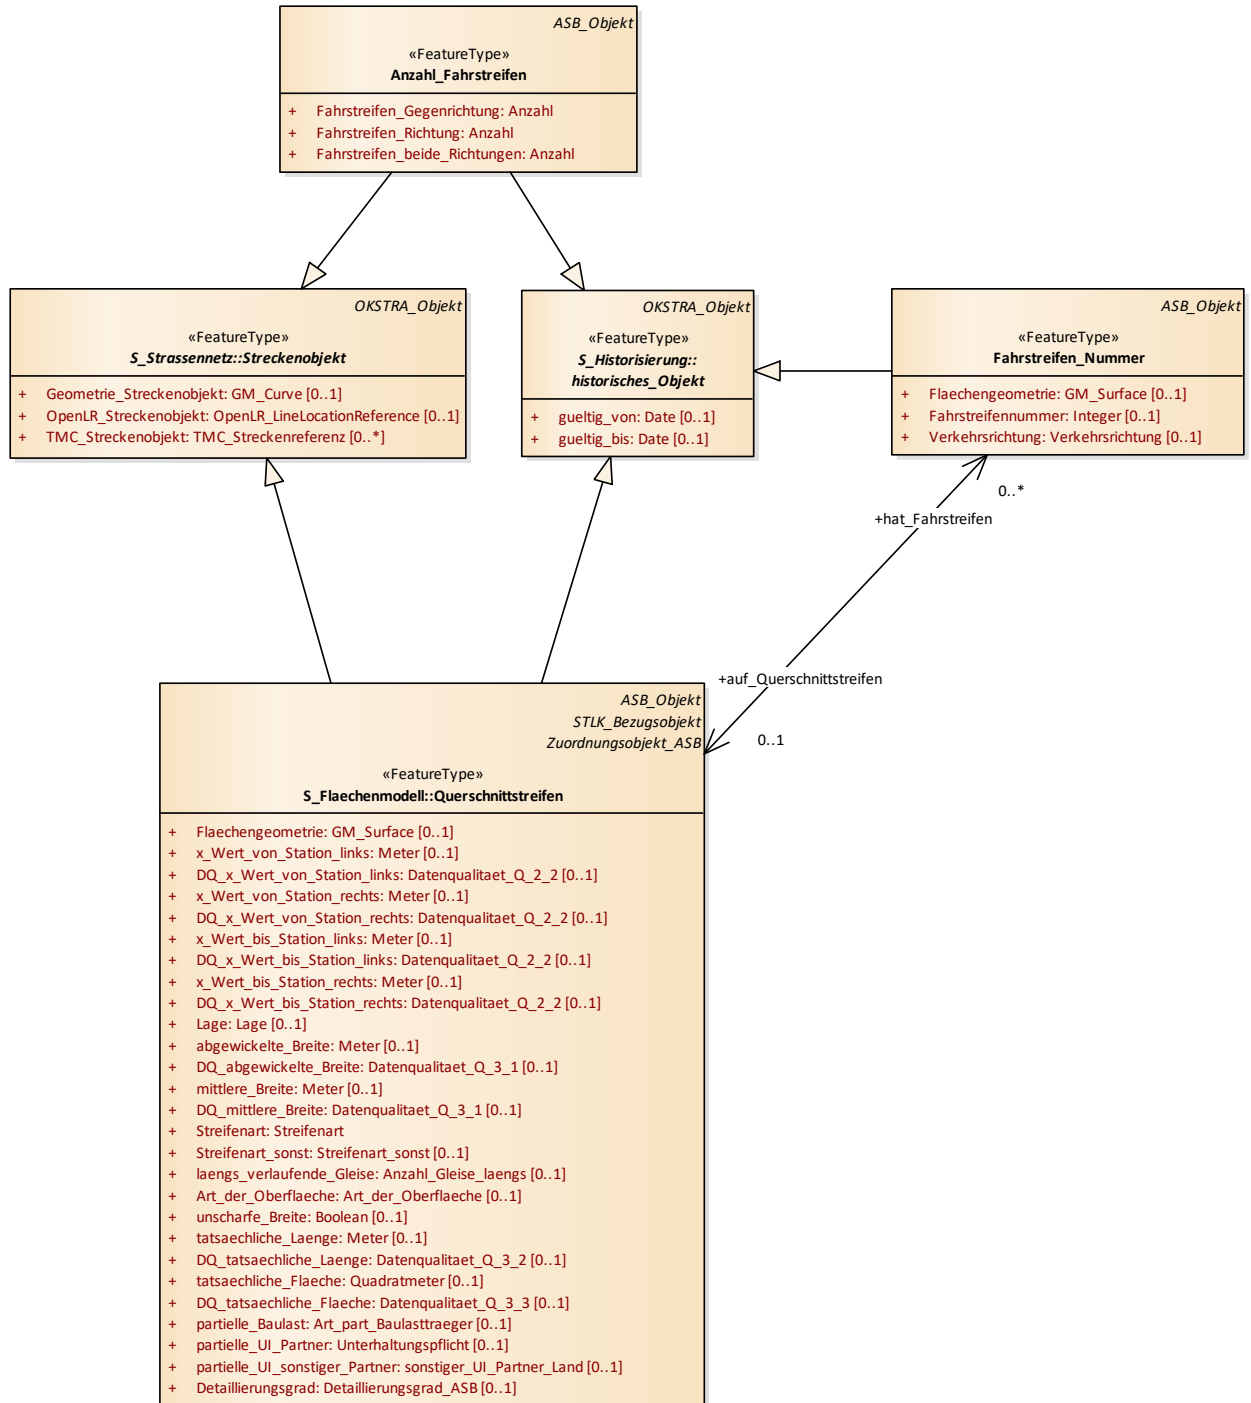 ASB_Objekt
«FeatureType»
Anzahl_Fahrstreifen
+ Fahrstreifen_Gegenrichtung: Anzahl
+ Fahrstreifen_Richtung: Anzahl
+ Fahrstreifen_beide_Richtungen: Anzahl
OKSTRA_Objekt
«FeatureType»
S_Strassennetz::Streckenobjekt
+ Geometrie_Streckenobjekt: GM_Curve [0..1]
+ OpenLR_Streckenobjekt: OpenLR_LineLocationReference [0..1]
+ TMC_Streckenobjekt: TMC_Streckenreferenz [0..*]
OKSTRA_Objekt
«FeatureType»
S_Historisierung::
historisches_Objekt
+ gueltig_von: Date [0..1]
+ gueltig_bis: Date [0..1]
ASB_Objekt
«FeatureType»
Fahrstreifen_Nummer
+ Flaechengeometrie: GM_Surface [0..1]
+ Fahrstreifennummer: Integer [0..1]
+ Verkehrsrichtung: Verkehrsrichtung [0..1]
0..*
+hat_Fahrstreifen
+auf_Querschnittstreifen
0..1
ASB_Objekt
STLK_Bezugsobjekt
Zuordnungsobjekt_ASB
«FeatureType»
S_Flaechenmodell::Querschnittstreifen
+ Flaechengeometrie: GM_Surface [0..1]
+ x_Wert_von_Station_links: Meter [0..1]
+ DQ_x_Wert_von_Station_links: Datenqualitaet_Q_2_2 [0..1]
+ x_Wert_von_Station_rechts: Meter [0..1]
+ DQ_x_Wert_von_Station_rechts: Datenqualitaet_Q_2_2 [0..1]
+ x_Wert_bis_Station_links: Meter [0..1]
+ DQ_x_Wert_bis_Station_links: Datenqualitaet_Q_2_2 [0..1]
+ x_Wert_bis_Station_rechts: Meter [0..1]
+ DQ_x_Wert_bis_Station_rechts: Datenqualitaet_Q_2_2 [0..1]
+ Lage: Lage [0..1]
+ abgewickelte_Breite: Meter [0..1]
+ DQ_abgewickelte_Breite: Datenqualitaet_Q_3_1 [0..1]
+ mittlere_Breite: Meter [0..1]
+ DQ_mittlere_Breite: Datenqualitaet_Q_3_1 [0..1]
+ Streifenart: Streifenart
+ Streifenart_sonst: Streifenart_sonst [0..1]
+ laengs_verlaufende_Gleise: Anzahl_Gleise_laengs [0..1]
+ Art_der_Oberflaeche: Art_der_Oberflaeche [0..1]
+ unscharfe_Breite: Boolean [0..1]
+ tatsaechliche_Laenge: Meter [0..1]
+ DQ_tatsaechliche_Laenge: Datenqualitaet_Q_3_2 [0..1]
+ tatsaechliche_Flaeche: Quadratmeter [0..1]
+ DQ_tatsaechliche_Flaeche: Datenqualitaet_Q_3_3 [0..1]
+ partielle_Baulast: Art_part_Baulasttraeger [0..1]
+ partielle_UI_Partner: Unterhaltungspflicht [0..1]
+ partielle_UI_sonstiger_Partner: sonstiger_UI_Partner_Land [0..1]
+ Detaillierungsgrad: Detaillierungsgrad_ASB [0..1]